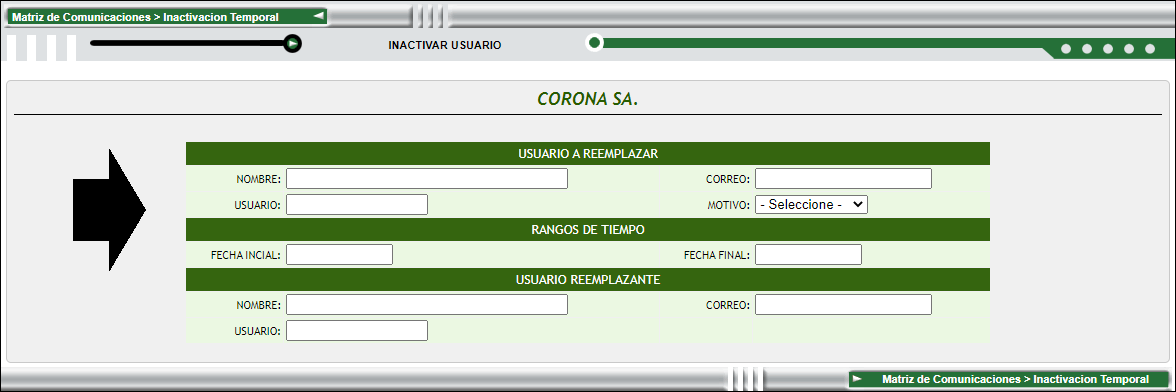 Matriz de Comunicaciones > Inactivacion Temporal
INACTIVAR USUARIO
CORONA SA.
USUARIO A REEMPLAZAR
NOMBRE: CORREO:
USUARIO: MOTIVO: - Seleccione -
RANGOS DE TIEMPO
FECHA INCIAL: FECHA FINAL:
USUARIO REEMPLAZANTE
NOMBRE: CORREO:
USUARIO:
Matriz de Comunicaciones > Inactivacion Temporal